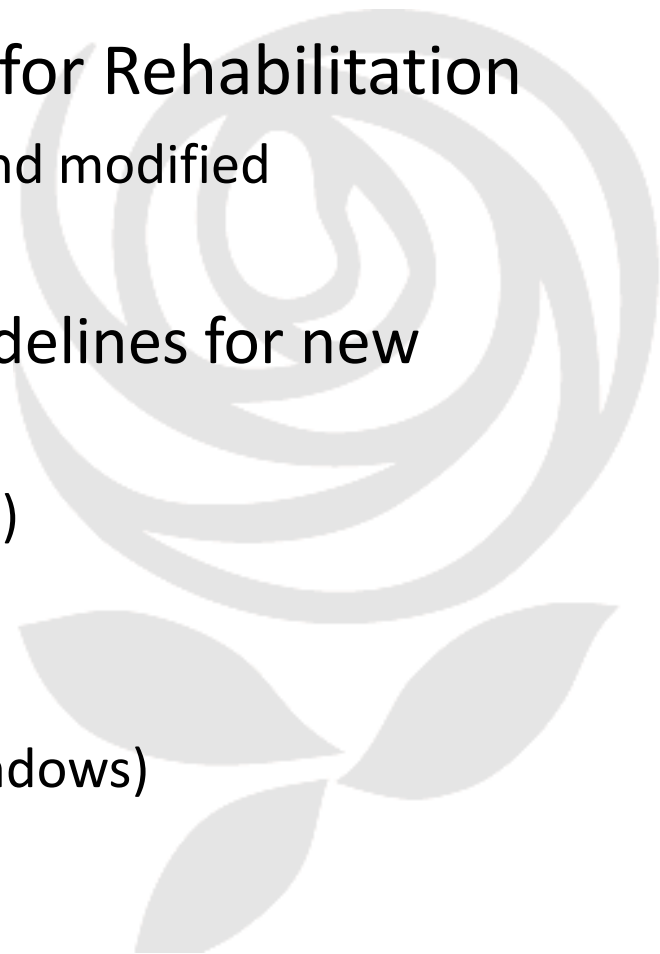 for Rehabilitation
nd modified
delines for new
)
ndows)